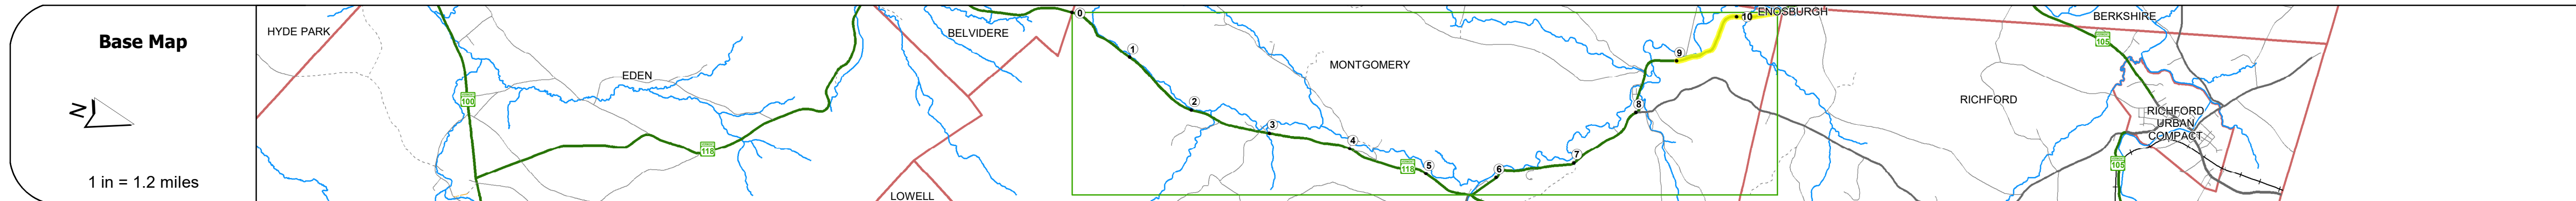 Base Map
N
1 in = 1.2 miles
HYDE PARK
100
EDEN
118
LOWELL
BELVIDERE
0
1
2
3
MONTGOMERY
4
118
5
6
7
8
9
10
ENOSBURGH
RICHFORD
BERKSHIRE
105
RICHFORD
URBAN
COMPACT
105